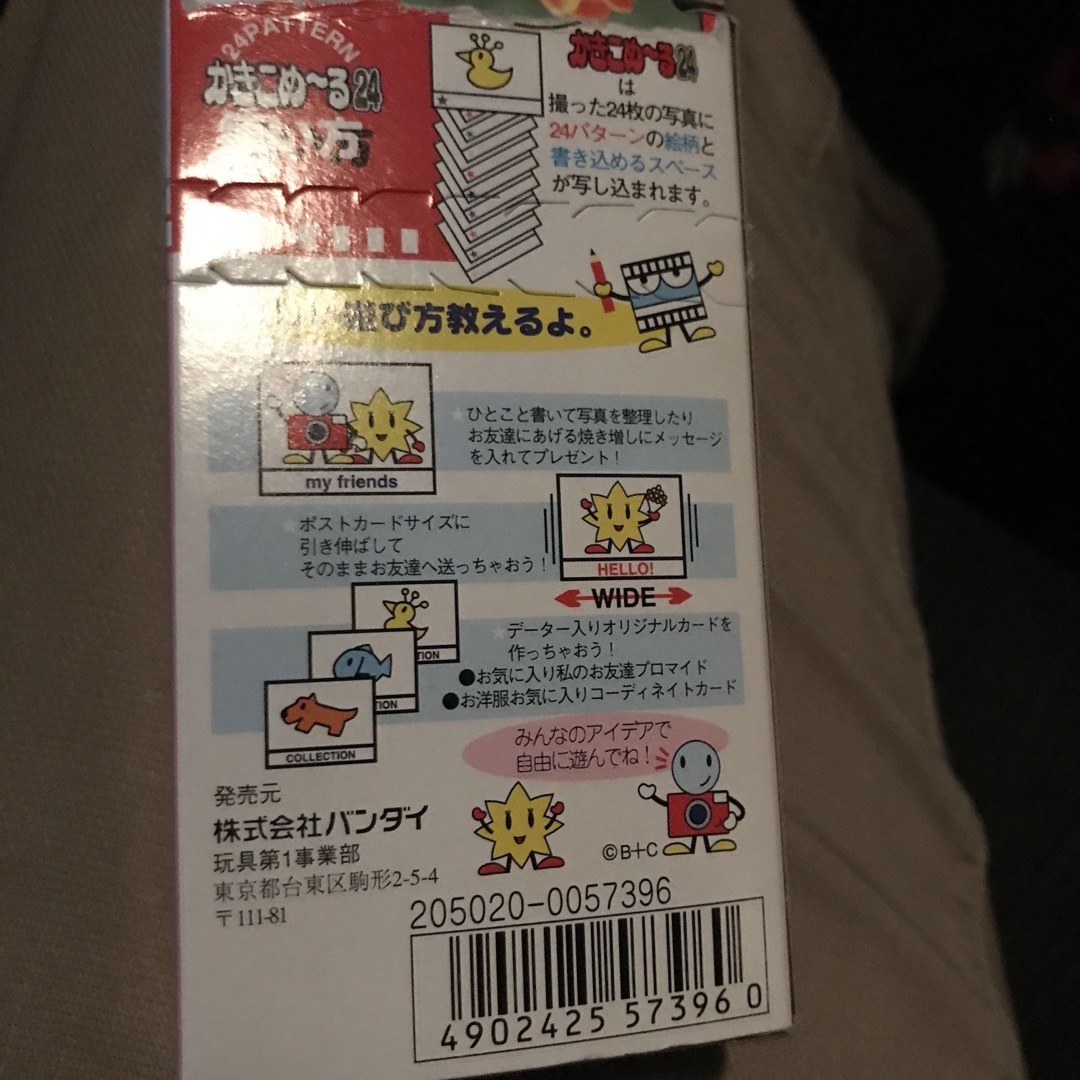 24PATTERN
かきこめ～る24
方
かきこめ～る24
は
撮った24枚の写真に
24パターンの絵柄と
書き込めるスペース
が写し込まれます。
遊び方教えるよ。
ひとこと書いて写真を整理したり
お友達にあげる焼き増しにメッセージ
を入れてプレゼント!
my friends
ポストカードサイズに
引き伸ばして
そのままお友達へ送っちゃおう!
HELLO!
WIDE
データー入りオリジナルカードを
作っちゃおう!
●お気に入り私のお友達ブロマイド
●お洋服お気に入りコーディネイトカード
TION
TION
COLLECTION
みんなのアイデアで
自由に遊んでね!
発売元
株式会社バンダイ
玩具第1事業部
東京都台東区駒形2-5-4
〒111-81
©B+C
205020-0057396
4902425 573960